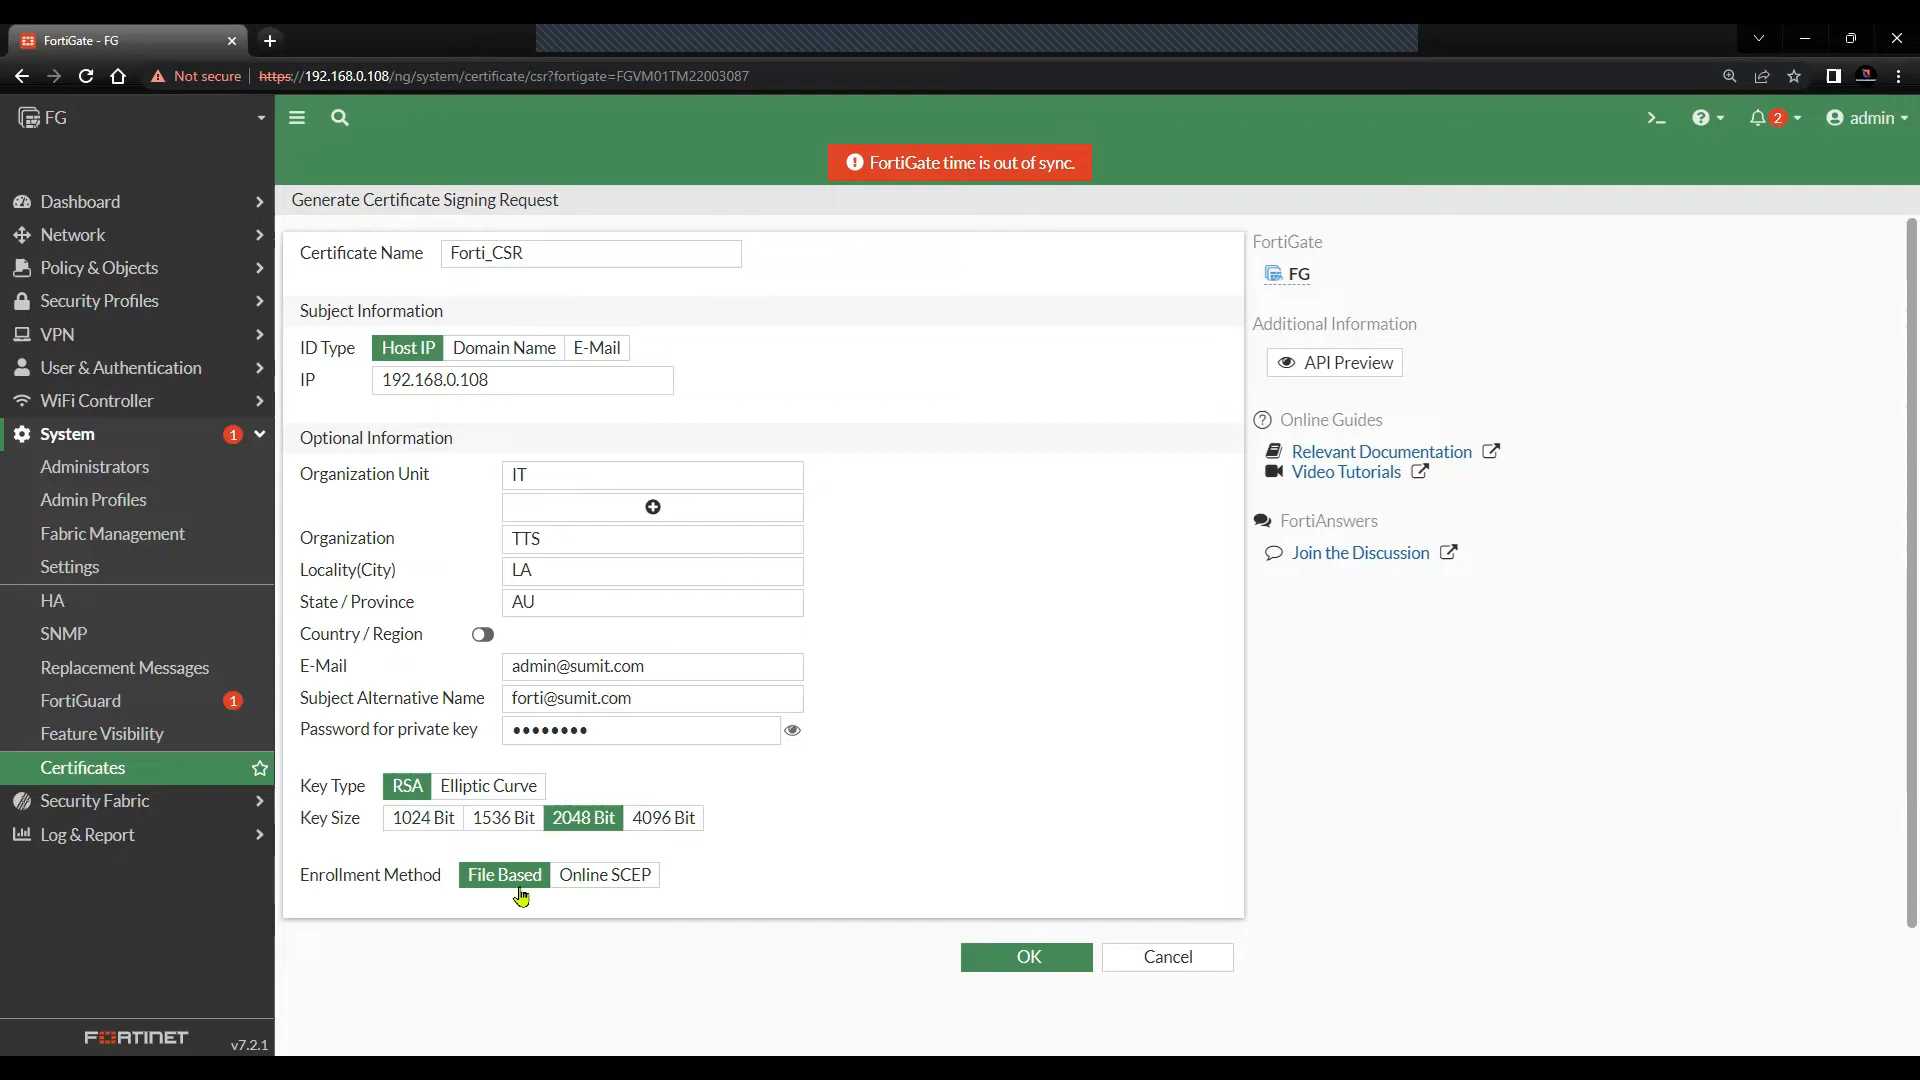 FortiGate - FG
Not secure https://192.168.0.108/ng/system/certificate/csr?fortigate=FGVM01TM22003087
FG
2 admin
FortiGate time is out of sync.
Generate Certificate Signing Request
Dashboard
Network
Policy & Objects
Security Profiles
VPN
User & Authentication
WiFi Controller
System 1
Administrators
Admin Profiles
Fabric Management
Settings
HA
SNMP
Replacement Messages
FortiGuard 1
Feature Visibility
Certificates
Security Fabric
Log & Report
FORTINET v7.2.1
Certificate Name Forti_CSR
Subject Information
ID Type Host IP Domain Name E-Mail
IP 192.168.0.108
Optional Information
Organization Unit IT
Organization TTS
Locality(City) LA
State / Province AU
Country / Region
E-Mail admin@sumit.com
Subject Alternative Name forti@sumit.com
Password for private key ••••••••
Key Type RSA Elliptic Curve
Key Size 1024 Bit 1536 Bit 2048 Bit 4096 Bit
Enrollment Method File Based Online SCEP
OK Cancel
FortiGate
FG
Additional Information
API Preview
Online Guides
Relevant Documentation
Video Tutorials
FortiAnswers
Join the Discussion